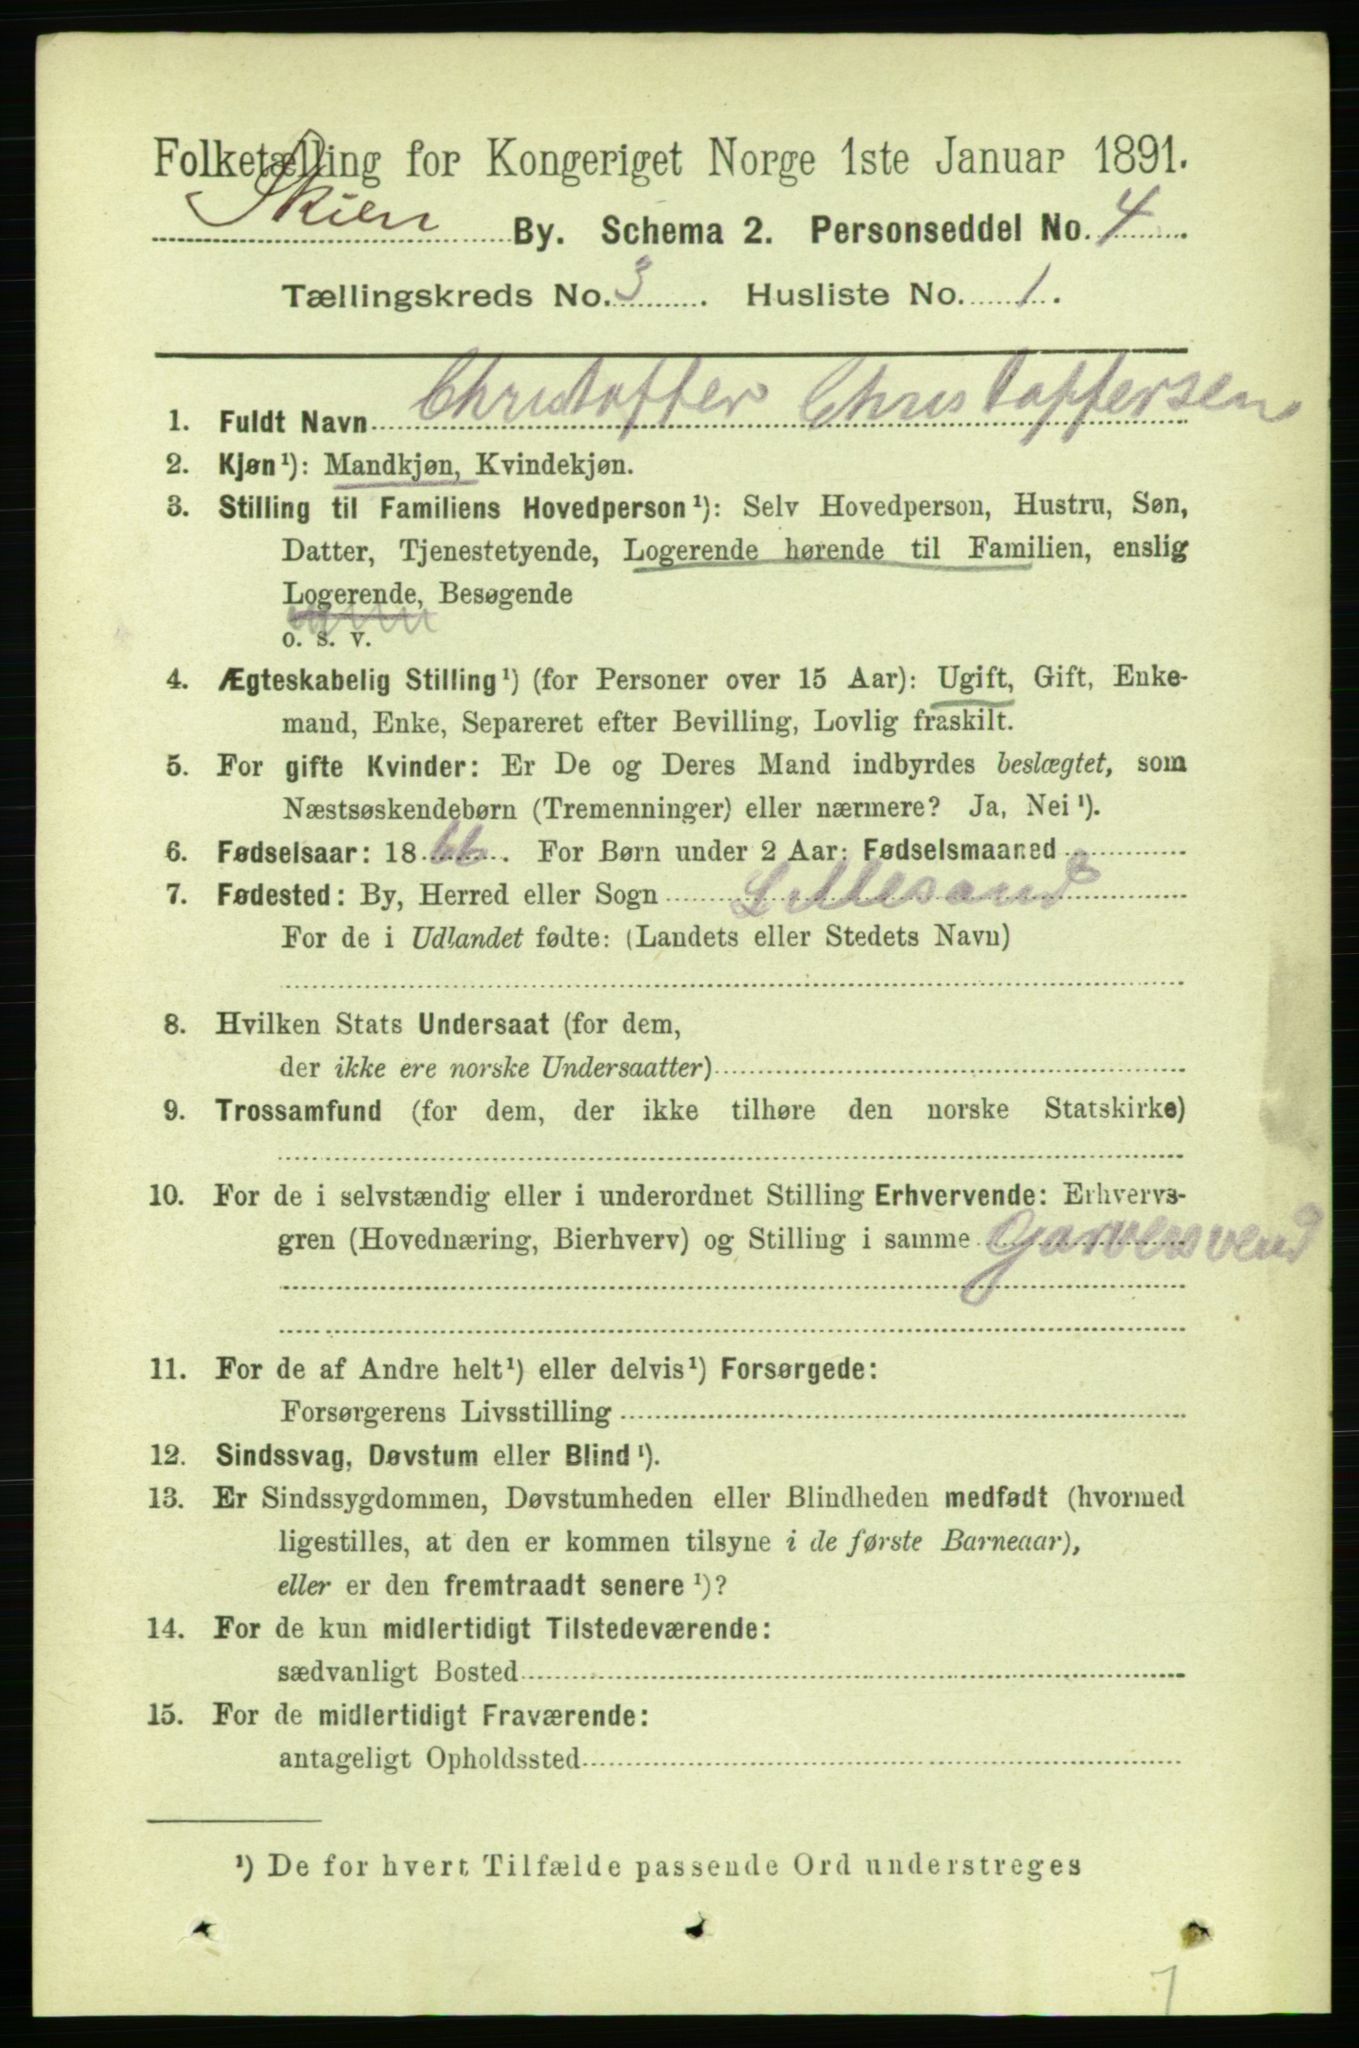 Folketælling for Kongeriget Norge 1ste Januar 1891.
Skien By. Schema 2. Personseddel No. 4
Tællingskreds No. 3. Husliste No. 1.
1. Fuldt Navn Christoffer Christoffersen
2. Kjøn¹): Mandkjøn, Kvindekjøn.
3. Stilling til Familiens Hovedperson¹): Selv Hovedperson, Hustru, Søn,
Datter, Tjenestetyende, Logerende hørende til Familien, enslig
Logerende, Besøgende
o. s. v.
4. Ægteskabelig Stilling¹) (for Personer over 15 Aar): Ugift, Gift, Enke-
mand, Enke, Separeret efter Bevilling, Lovlig fraskilt.
5. For gifte Kvinder: Er De og Deres Mand indbyrdes beslægtet, som
Næstsøskendebørn (Tremenninger) eller nærmere? Ja, Nei¹).
6. Fødselsaar: 1866. For Børn under 2 Aar: Fødselsmaaned
7. Fødested: By, Herred eller Sogn Lillesand
For de i Udlandet fødte: (Landets eller Stedets Navn)
8. Hvilken Stats Undersaat (for dem,
der ikke ere norske Undersaatter)
9. Trossamfund (for dem, der ikke tilhøre den norske Statskirke)
10. For de i selvstændig eller i underordnet Stilling Erhvervende: Erhvervs-
gren (Hovednæring, Bierhverv) og Stilling i samme Garversvend
11. For de af Andre helt¹) eller delvis¹) Forsørgede:
Forsørgerens Livsstilling
12. Sindssvag, Døvstum eller Blind¹).
13. Er Sindssygdommen, Døvstumheden eller Blindheden medfødt (hvormed
ligestilles, at den er kommen tilsyne i de første Barneaar),
eller er den fremtraadt senere¹)?
14. For de kun midlertidigt Tilstedeværende:
sædvanligt Bosted
15. For de midlertidigt Fraværende:
antageligt Opholdssted
¹) De for hvert Tilfælde passende Ord understreges